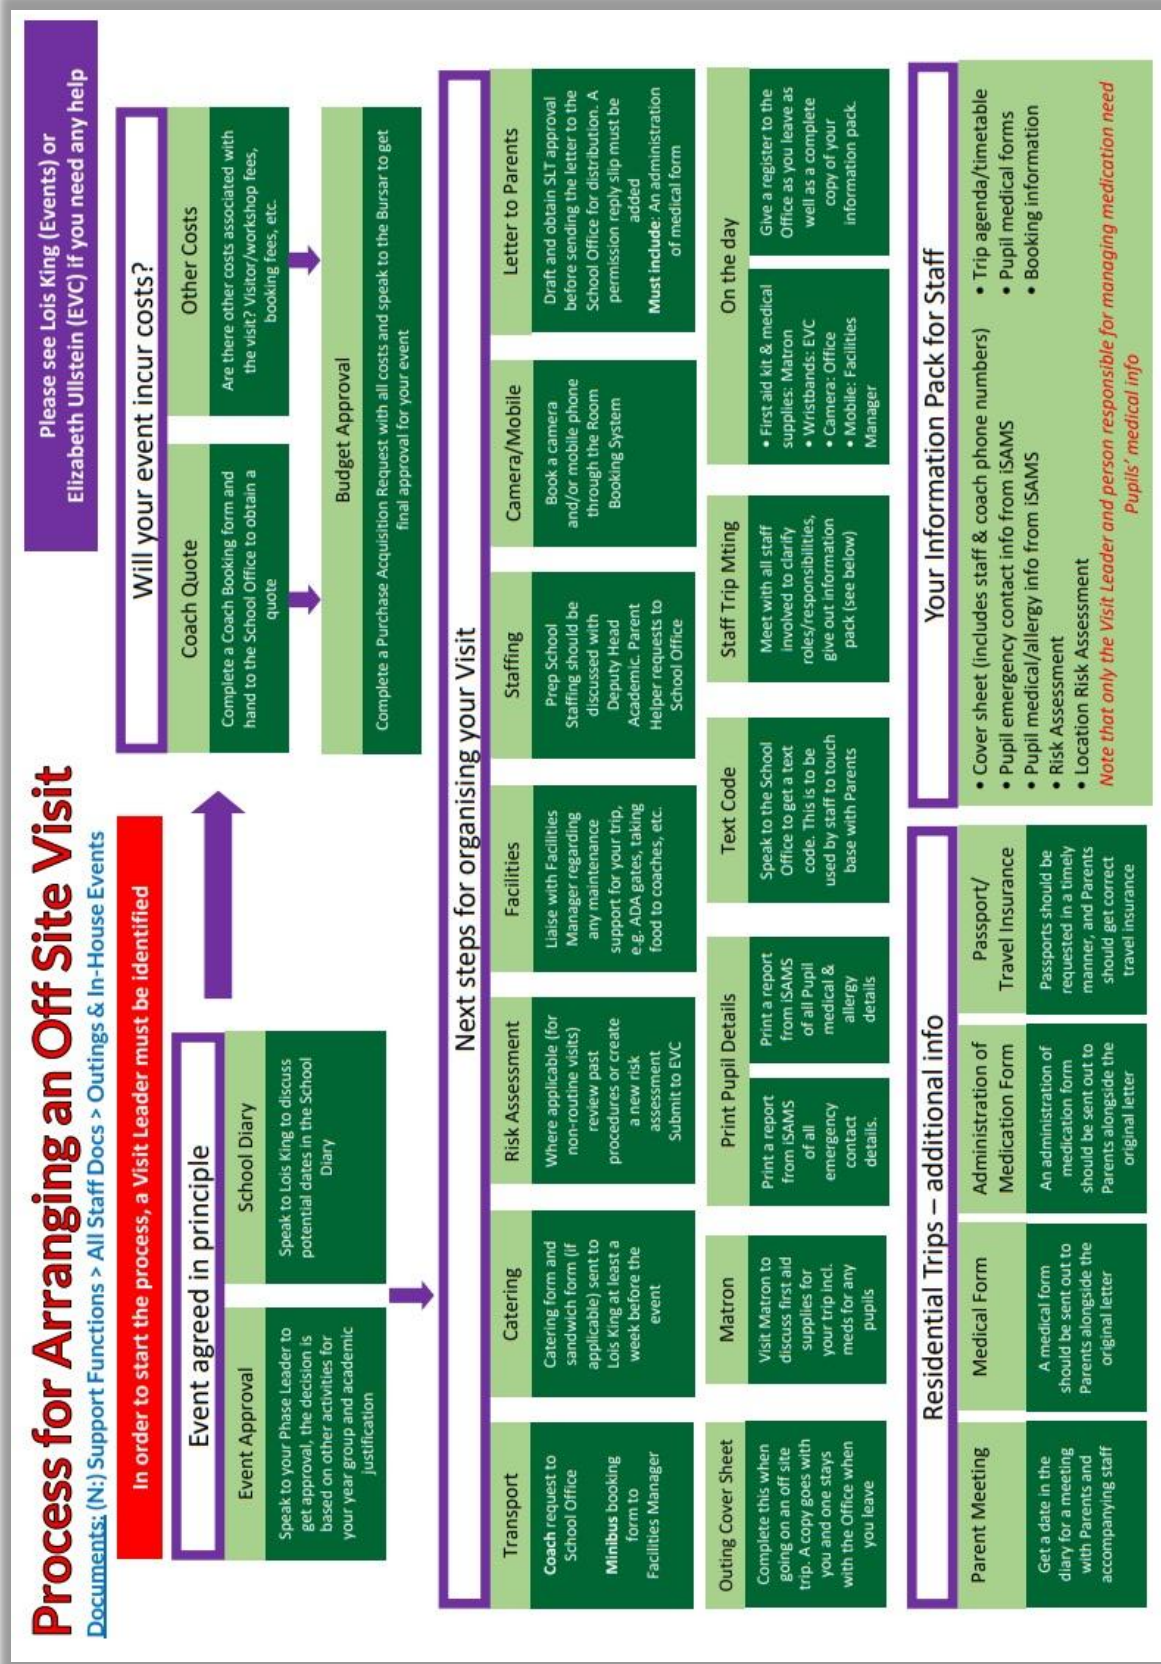 Process for Arranging an Off Site Visit
Documents: (N:) Support Functions > All Staff Docs > Outings & In-House Events
Please see Lois King (Events) or
Elizabeth Ullstein (EVC) if you need any help
In order to start the process, a Visit Leader must be identified
Event agreed in principle
Event Approval
Speak to your Phase Leader to
get approval, the decision is
based on other activities for
your year group and academic
justification
School Diary
Speak to Lois King to discuss
potential dates in the School
Diary
Will your event incur costs?
Coach Quote
Complete a Coach Booking form and
hand to the School Office to obtain a
quote
Other Costs
Are there other costs associated with
the visit? Visitor/workshop fees,
booking fees, etc.
Budget Approval
Complete a Purchase Acquisition Request with all costs and speak to the Bursar to get
final approval for your event
Next steps for organising your Visit
Transport
Coach request to
School Office
Minibus booking
form to
Facilities Manager
Catering
Catering form and
sandwich form (if
applicable) sent to
Lois King at least a
week before the
event
Risk Assessment
Where applicable (for
non-routine visits)
review past
procedures or create
a new risk
assessment
Submit to EVC
Facilities
Liaise with Facilities
Manager regarding
any maintenance
support for your trip,
e.g. ADA gates, taking
food to coaches, etc.
Staffing
Prep School
Staffing should be
discussed with
Deputy Head
Academic. Parent
Helper requests to
School Office
Camera/Mobile
Book a camera
and/or mobile phone
through the Room
Booking System
Letter to Parents
Draft and obtain SLT approval
before sending the letter to the
School Office for distribution. A
permission reply slip must be
added
Must include: An administration
of medical form
Outing Cover Sheet
Complete this when
going on an off site
trip. A copy goes with
you and one stays
with the Office when
you leave
Matron
Visit Matron to
discuss first aid
supplies for
your trip incl.
meds for any
pupils
Print Pupil Details
Print a report
from iSAMS
of all
emergency
contact
details.
Print a report
from iSAMS
of all Pupil
medical &
allergy
details
Text Code
Speak to the School
Office to get a text
code. This is to be
used by staff to touch
base with Parents
Staff Trip Mting
Meet with all staff
involved to clarify
roles/responsibilities,
give out information
pack (see below)
On the day
• First aid kit & medical
supplies: Matron
• Wristbands: EVC
• Camera: Office
• Mobile: Facilities
Manager
Give a register to the
Office as you leave as
well as a complete
copy of your
information pack.
Residential Trips – additional info
Parent Meeting
Get a date in the
diary for a meeting
with Parents and
accompanying staff
Medical Form
A medical form
should be sent out to
Parents alongside the
original letter
Administration of
Medication Form
An administration of
medication form
should be sent out to
Parents alongside the
original letter
Passport/
Travel Insurance
Passports should be
requested in a timely
manner, and Parents
should get correct
travel insurance
Your Information Pack for Staff
• Cover sheet (includes staff & coach phone numbers)
• Pupil emergency contact info from iSAMS
• Pupil medical/allergy info from iSAMS
• Risk Assessment
• Location Risk Assessment
• Trip agenda/timetable
• Pupil medical forms
• Booking information
Note that only the Visit Leader and person responsible for managing medication need
Pupils' medical info